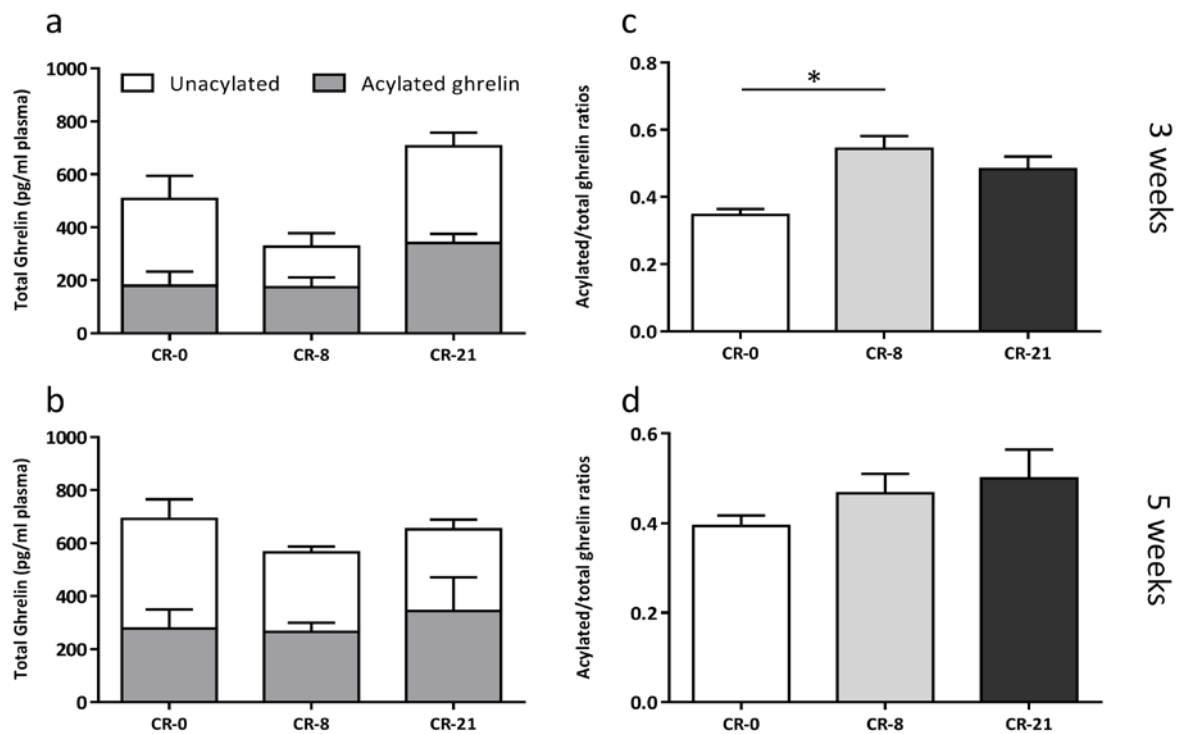 a
Total Ghrelin (pg/ml plasma)
1000
800
600
400
200
0
Unacylated
Acylated ghrelin
CR-0 CR-8 CR-21
c
Acylated/total ghrelin ratios
0.8
0.6
0.4
0.2
0.0
*
CR-0 CR-8 CR-21
3 weeks
b
Total Ghrelin (pg/ml plasma)
1000
800
600
400
200
0
CR-0 CR-8 CR-21
d
Acylated/total ghrelin ratios
0.6
0.4
0.2
0.0
CR-0 CR-8 CR-21
5 weeks